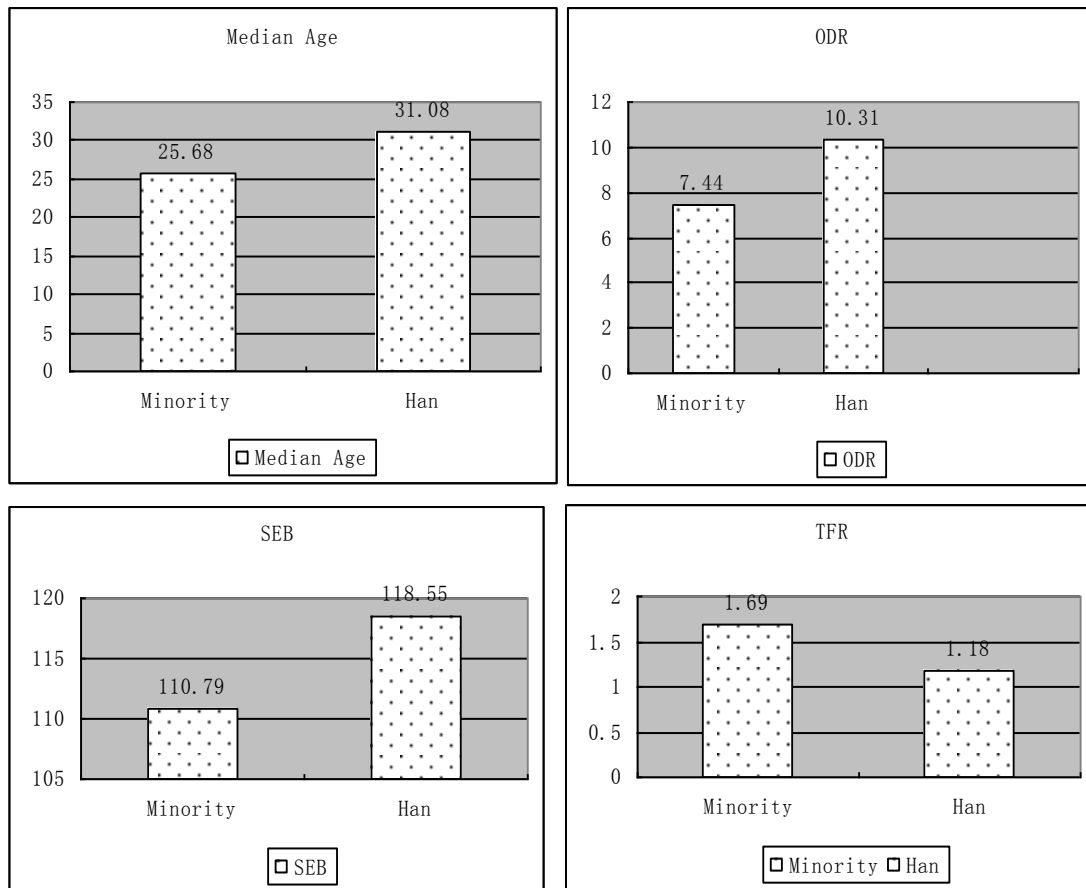 Median Age
35
30
25
20
15
10
5
0
25.68
31.08
Minority Han
Median Age
ODR
12
10
8
6
4
2
0
7.44
10.31
Minority Han
ODR
SEB
120
115
110
105
110.79
118.55
Minority Han
SEB
TFR
2
1.5
1
0.5
0
1.69
1.18
Minority Han
Minority Han